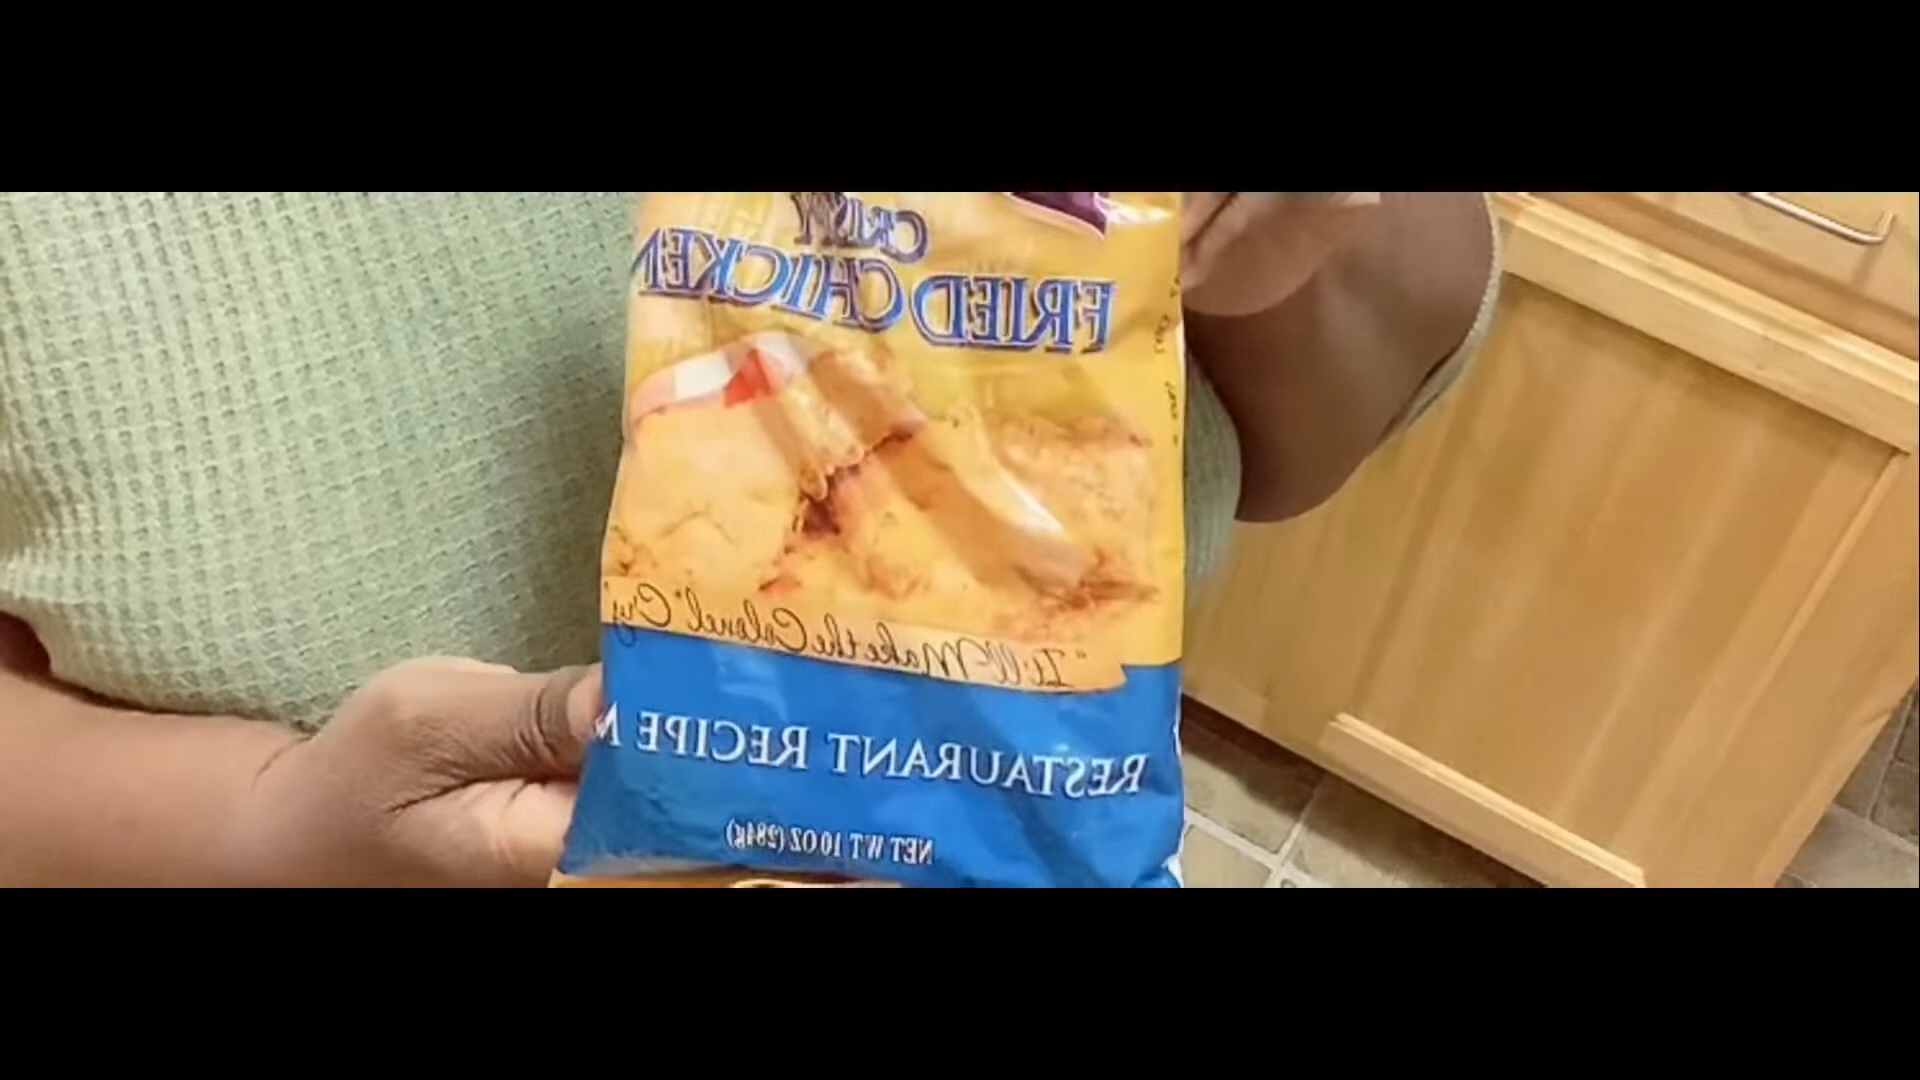 CRISPY
FRIED CHICKEN
"It'll Make the Colonel "Cry"
RESTAURANT RECIPE
NET WT 10 OZ (284g)